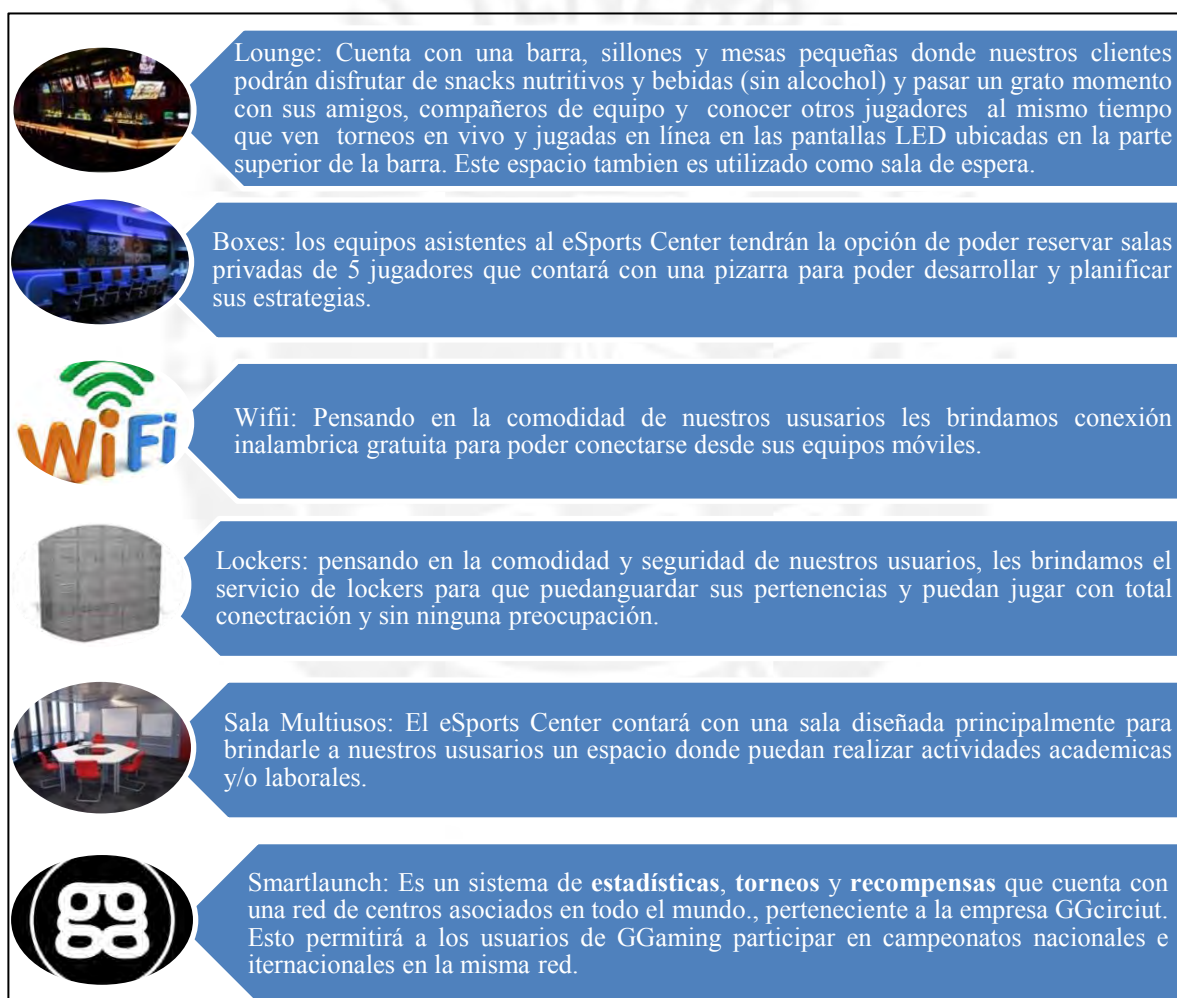 Lounge: Cuenta con una barra, sillones y mesas pequeñas donde nuestros clientes
podrán disfrutar de snacks nutritivos y bebidas (sin alcochol) y pasar un grato momento
con sus amigos, compañeros de equipo y conocer otros jugadores al mismo tiempo
que ven torneos en vivo y jugadas en línea en las pantallas LED ubicadas en la parte
superior de la barra. Este espacio tambien es utilizado como sala de espera.
Boxes: los equipos asistentes al eSports Center tendrán la opción de poder reservar salas
privadas de 5 jugadores que contará con una pizarra para poder desarrollar y planificar
sus estrategias.
WiFi
Wifii: Pensando en la comodidad de nuestros ususarios les brindamos conexión
inalambrica gratuita para poder conectarse desde sus equipos móviles.
Lockers: pensando en la comodidad y seguridad de nuestros usuarios, les brindamos el
servicio de lockers para que puedanguardar sus pertenencias y puedan jugar con total
conectración y sin ninguna preocupación.
Sala Multiusos: El eSports Center contará con una sala diseñada principalmente para
brindarle a nuestros ususarios un espacio donde puedan realizar actividades academicas
y/o laborales.
gg
Smartlaunch: Es un sistema de estadísticas, torneos y recompensas que cuenta con
una red de centros asociados en todo el mundo., perteneciente a la empresa GGcirciut.
Esto permitirá a los usuarios de GGaming participar en campeonatos nacionales e
iternacionales en la misma red.